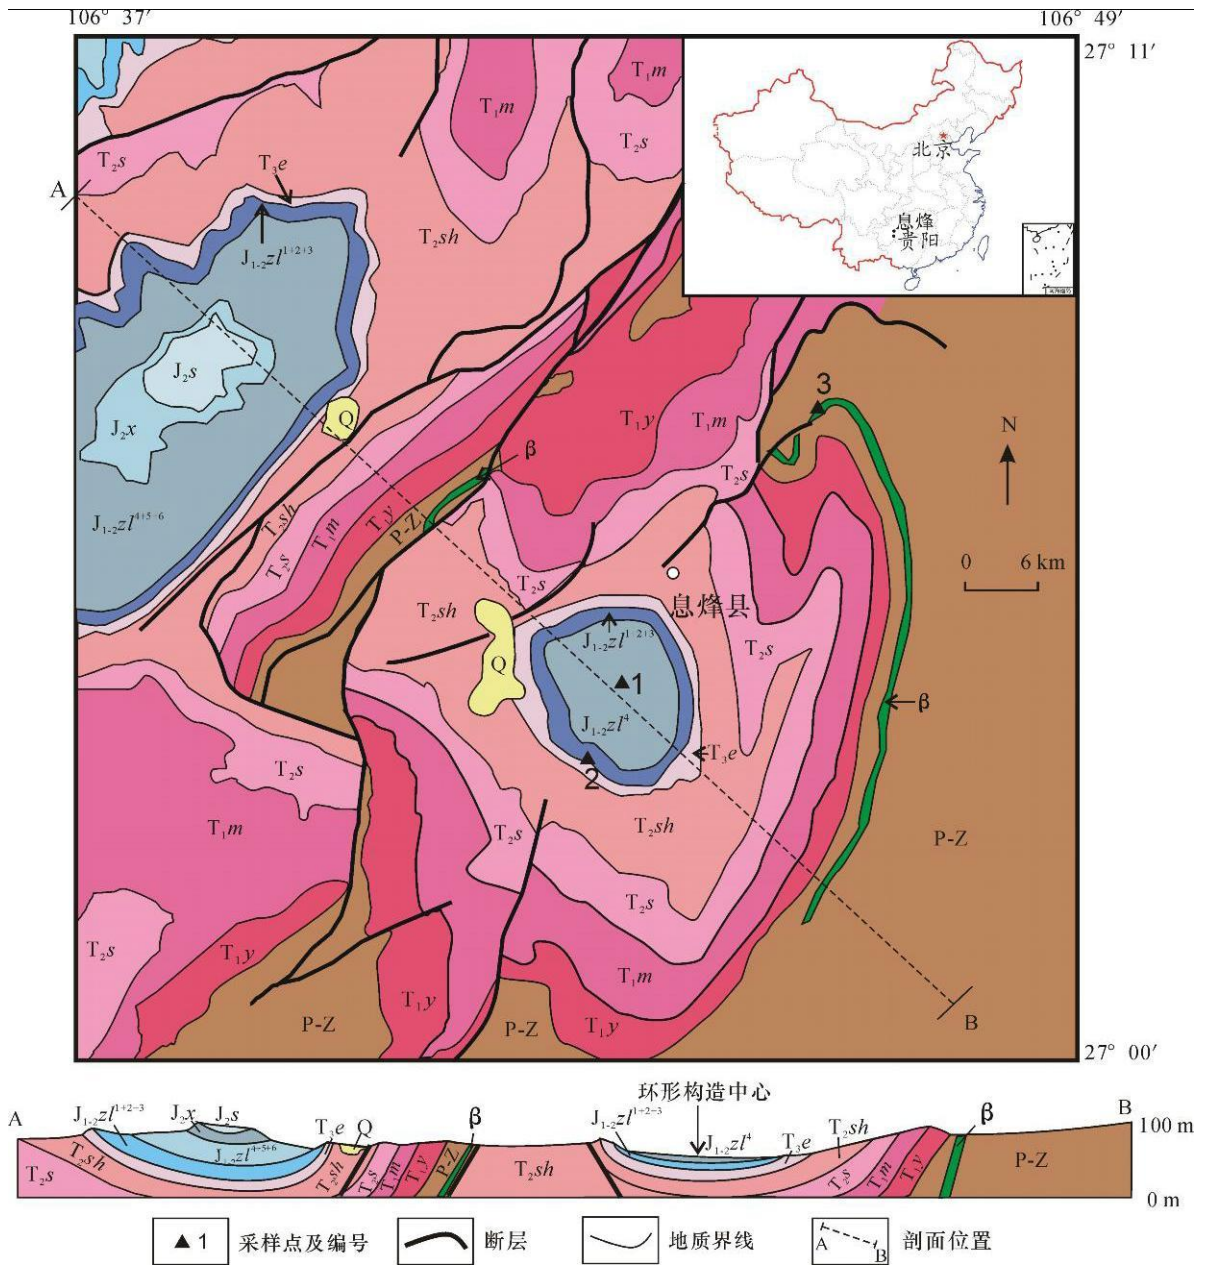 106° 37′
106° 49′
27° 11′
T₁m
T₁m
T₂s
T₂s
北京
息烽
贵阳
A
T₃e
T₂sh
J₁₋₂zl¹⁺²⁺³
J₂s
J₂x
Q
3
T₁y
T₁m
N
β
T₂s
J₁₋₂zl⁴⁺⁵⁺⁶
T₂sh
T₁m
T₁y
P-Z
T₂s
0 6 km
T₂s
息烽县
T₂sh
J₁₋₂zl¹⁺²⁺³
T₂s
Q
1
β
J₁₋₂zl⁴
T₃e
2
T₂s
T₁m
T₂sh
T₂s
P-Z
T₂s
T₂s
T₁y
T₁m
T₁y
P-Z
P-Z
T₁y
B
27° 00′
环形构造中心
A
J₁₋₂zl¹⁺²⁻³
J₂x
J₂s
T₃e
Q
β
J₁₋₂zl¹⁺²⁻³
J₁₋₂zl⁴
T₃e
T₂sh
β
B
100 m
T₂s
T₂sh
J₁₋₂zl⁴⁺⁵⁺⁶
T₂sh
T₂s
T₁m
T₁y
P-Z
T₂sh
T₂s
T₁m
T₁y
P-Z
0 m
1 采样点及编号
断层
地质界线
A B 剖面位置